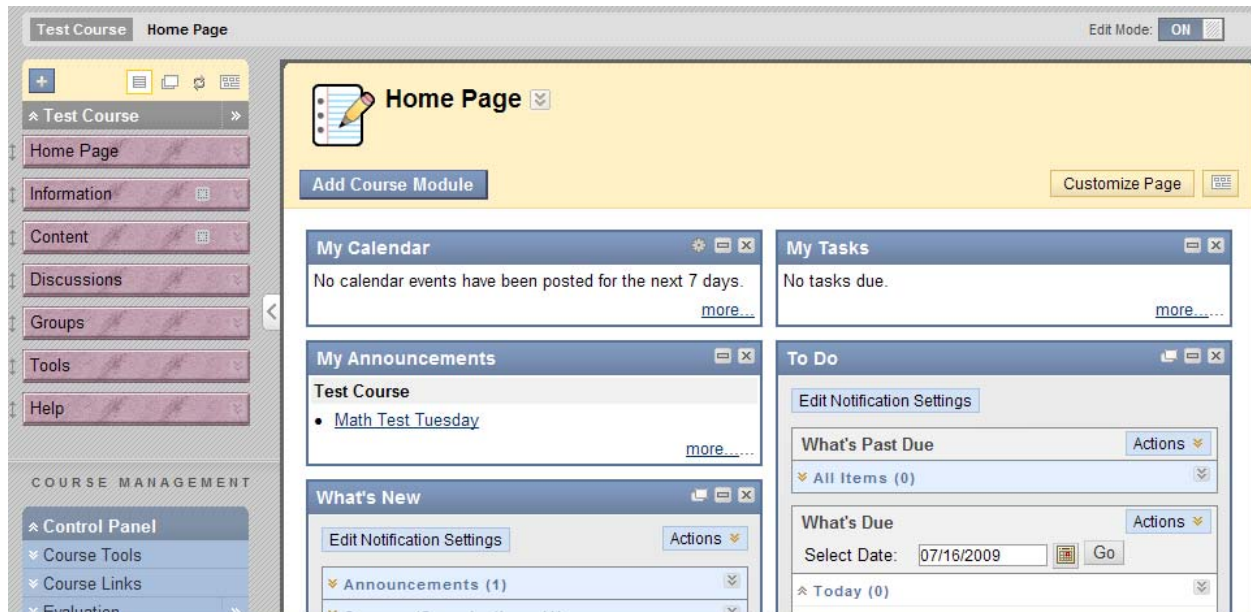 Test Course Home Page
Edit Mode: ON
Test Course
Home Page
Information
Content
Discussions
Groups
Tools
Help
COURSE MANAGEMENT
Control Panel
Course Tools
Course Links
Evaluation
Home Page
Add Course Module
Customize Page
My Calendar
No calendar events have been posted for the next 7 days.
more...
My Announcements
Test Course
• Math Test Tuesday
more......
What's New
Edit Notification Settings
Actions
Announcements (1)
My Tasks
No tasks due.
more......
To Do
Edit Notification Settings
What's Past Due
Actions
All Items (0)
What's Due
Actions
Select Date: 07/16/2009 Go
Today (0)